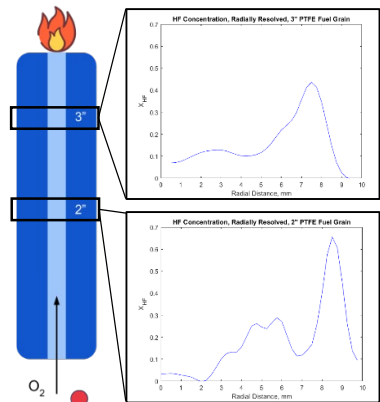 HF Concentration, Radially Resolved, 3" PTFE Fuel Grain
X_HF
0.7
0.6
0.5
0.4
0.3
0.2
0.1
0
0 1 2 3 4 5 6 7 8 9 10
Radial Distance, mm
3"
HF Concentration, Radially Resolved, 2" PTFE Fuel Grain
X_HF
0.7
0.6
0.5
0.4
0.3
0.2
0.1
0
0 1 2 3 4 5 6 7 8 9 10
Radial Distance, mm
2"
O₂